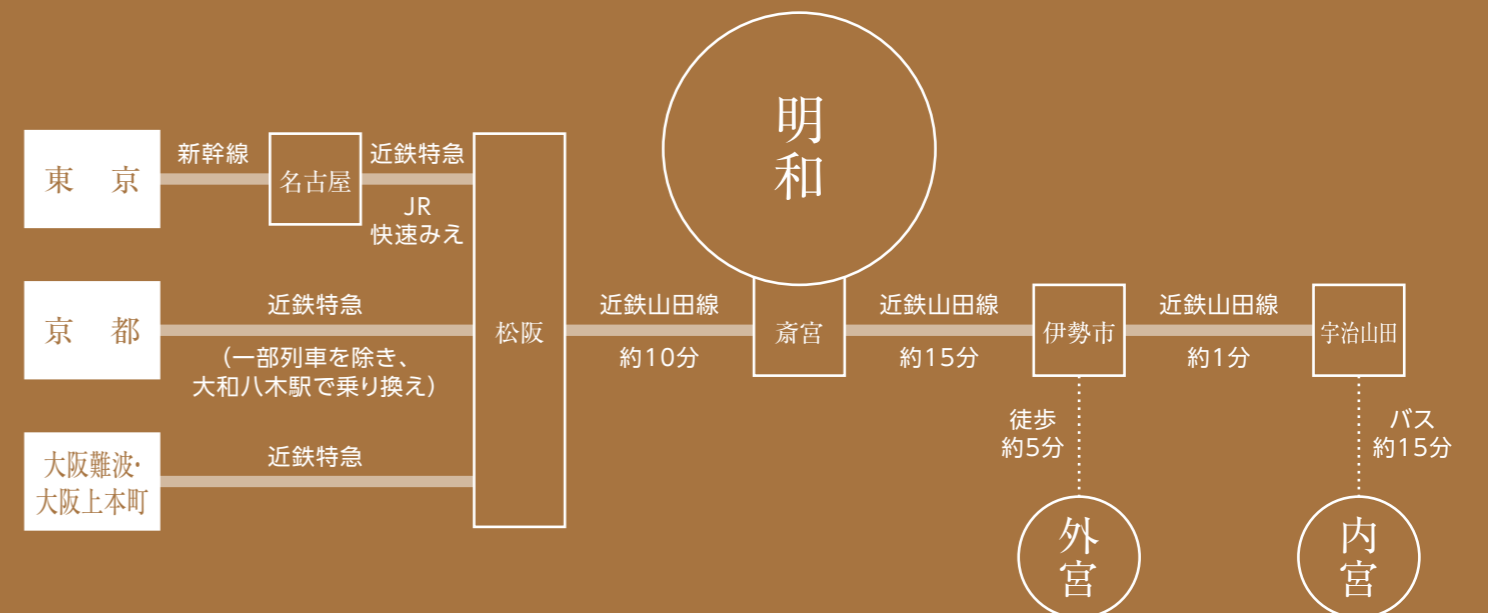 明和
東　京
新幹線
名古屋
近鉄特急
JR
快速みえ
京　都
近鉄特急
（一部列車を除き、
大和八木駅で乗り換え）
大阪難波・
大阪上本町
近鉄特急
松阪
近鉄山田線
約10分
斎宮
近鉄山田線
約15分
伊勢市
近鉄山田線
約1分
宇治山田
徒歩
約5分
外宮
バス
約15分
内宮